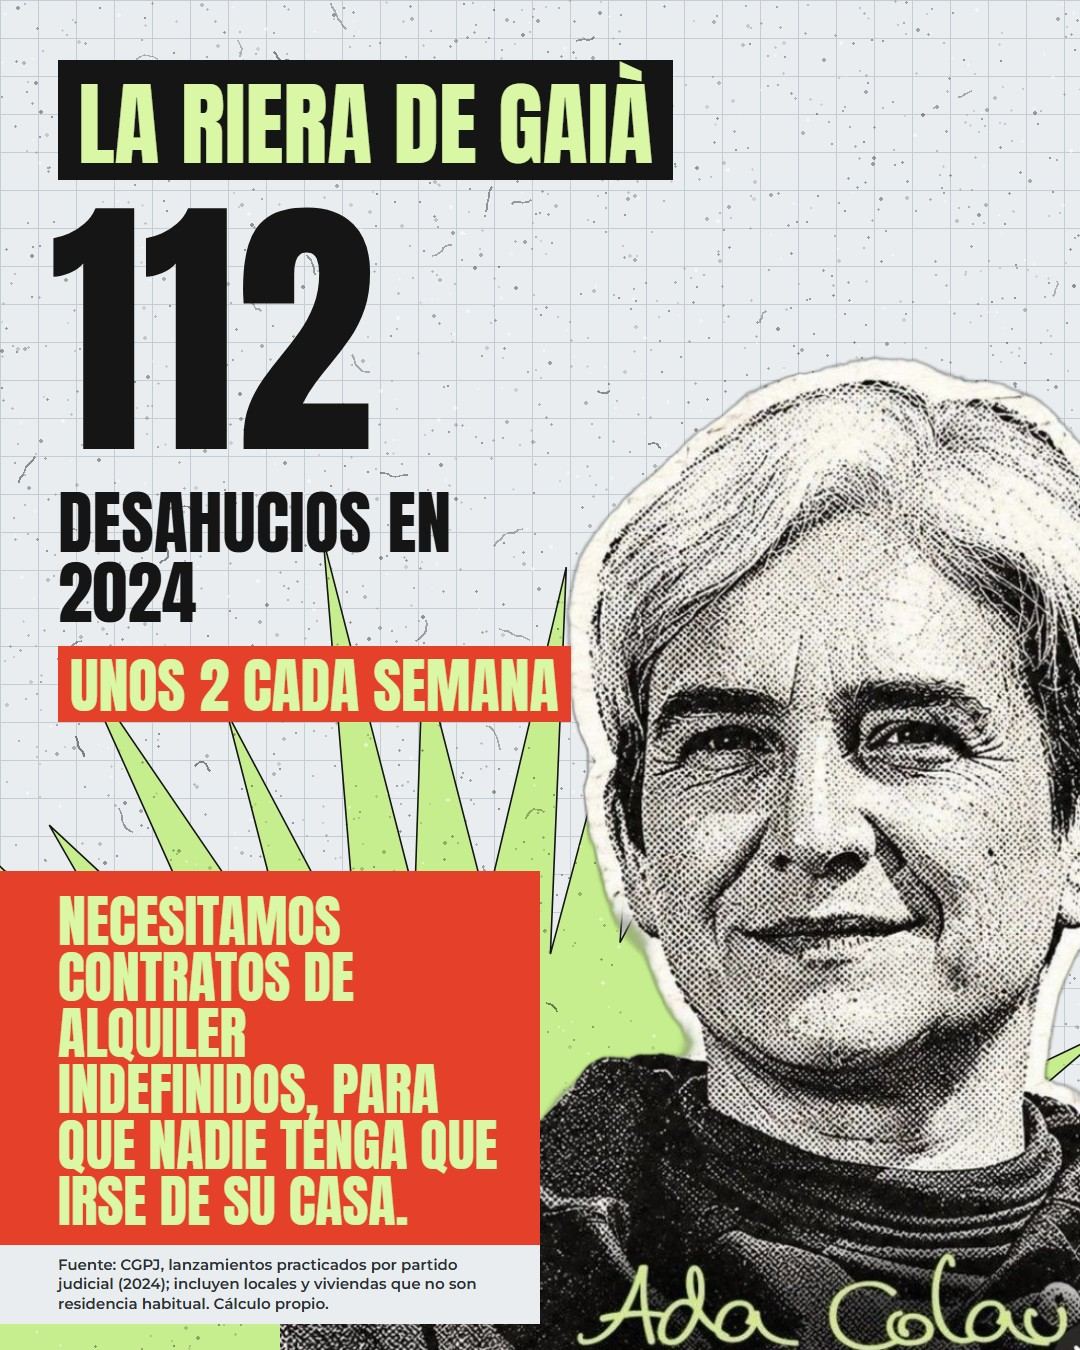 LA RIERA DE GAIÀ
112
DESAHUCIOS EN
2024
UNOS 2 CADA SEMANA
NECESITAMOS
CONTRATOS DE
ALQUILER
INDEFINIDOS, PARA
QUE NADIE TENGA QUE
IRSE DE SU CASA.
Fuente: CGPJ, lanzamientos practicados por partido
judicial (2024); incluyen locales y viviendas que no son
residencia habitual. Cálculo propio.
Ada Colau